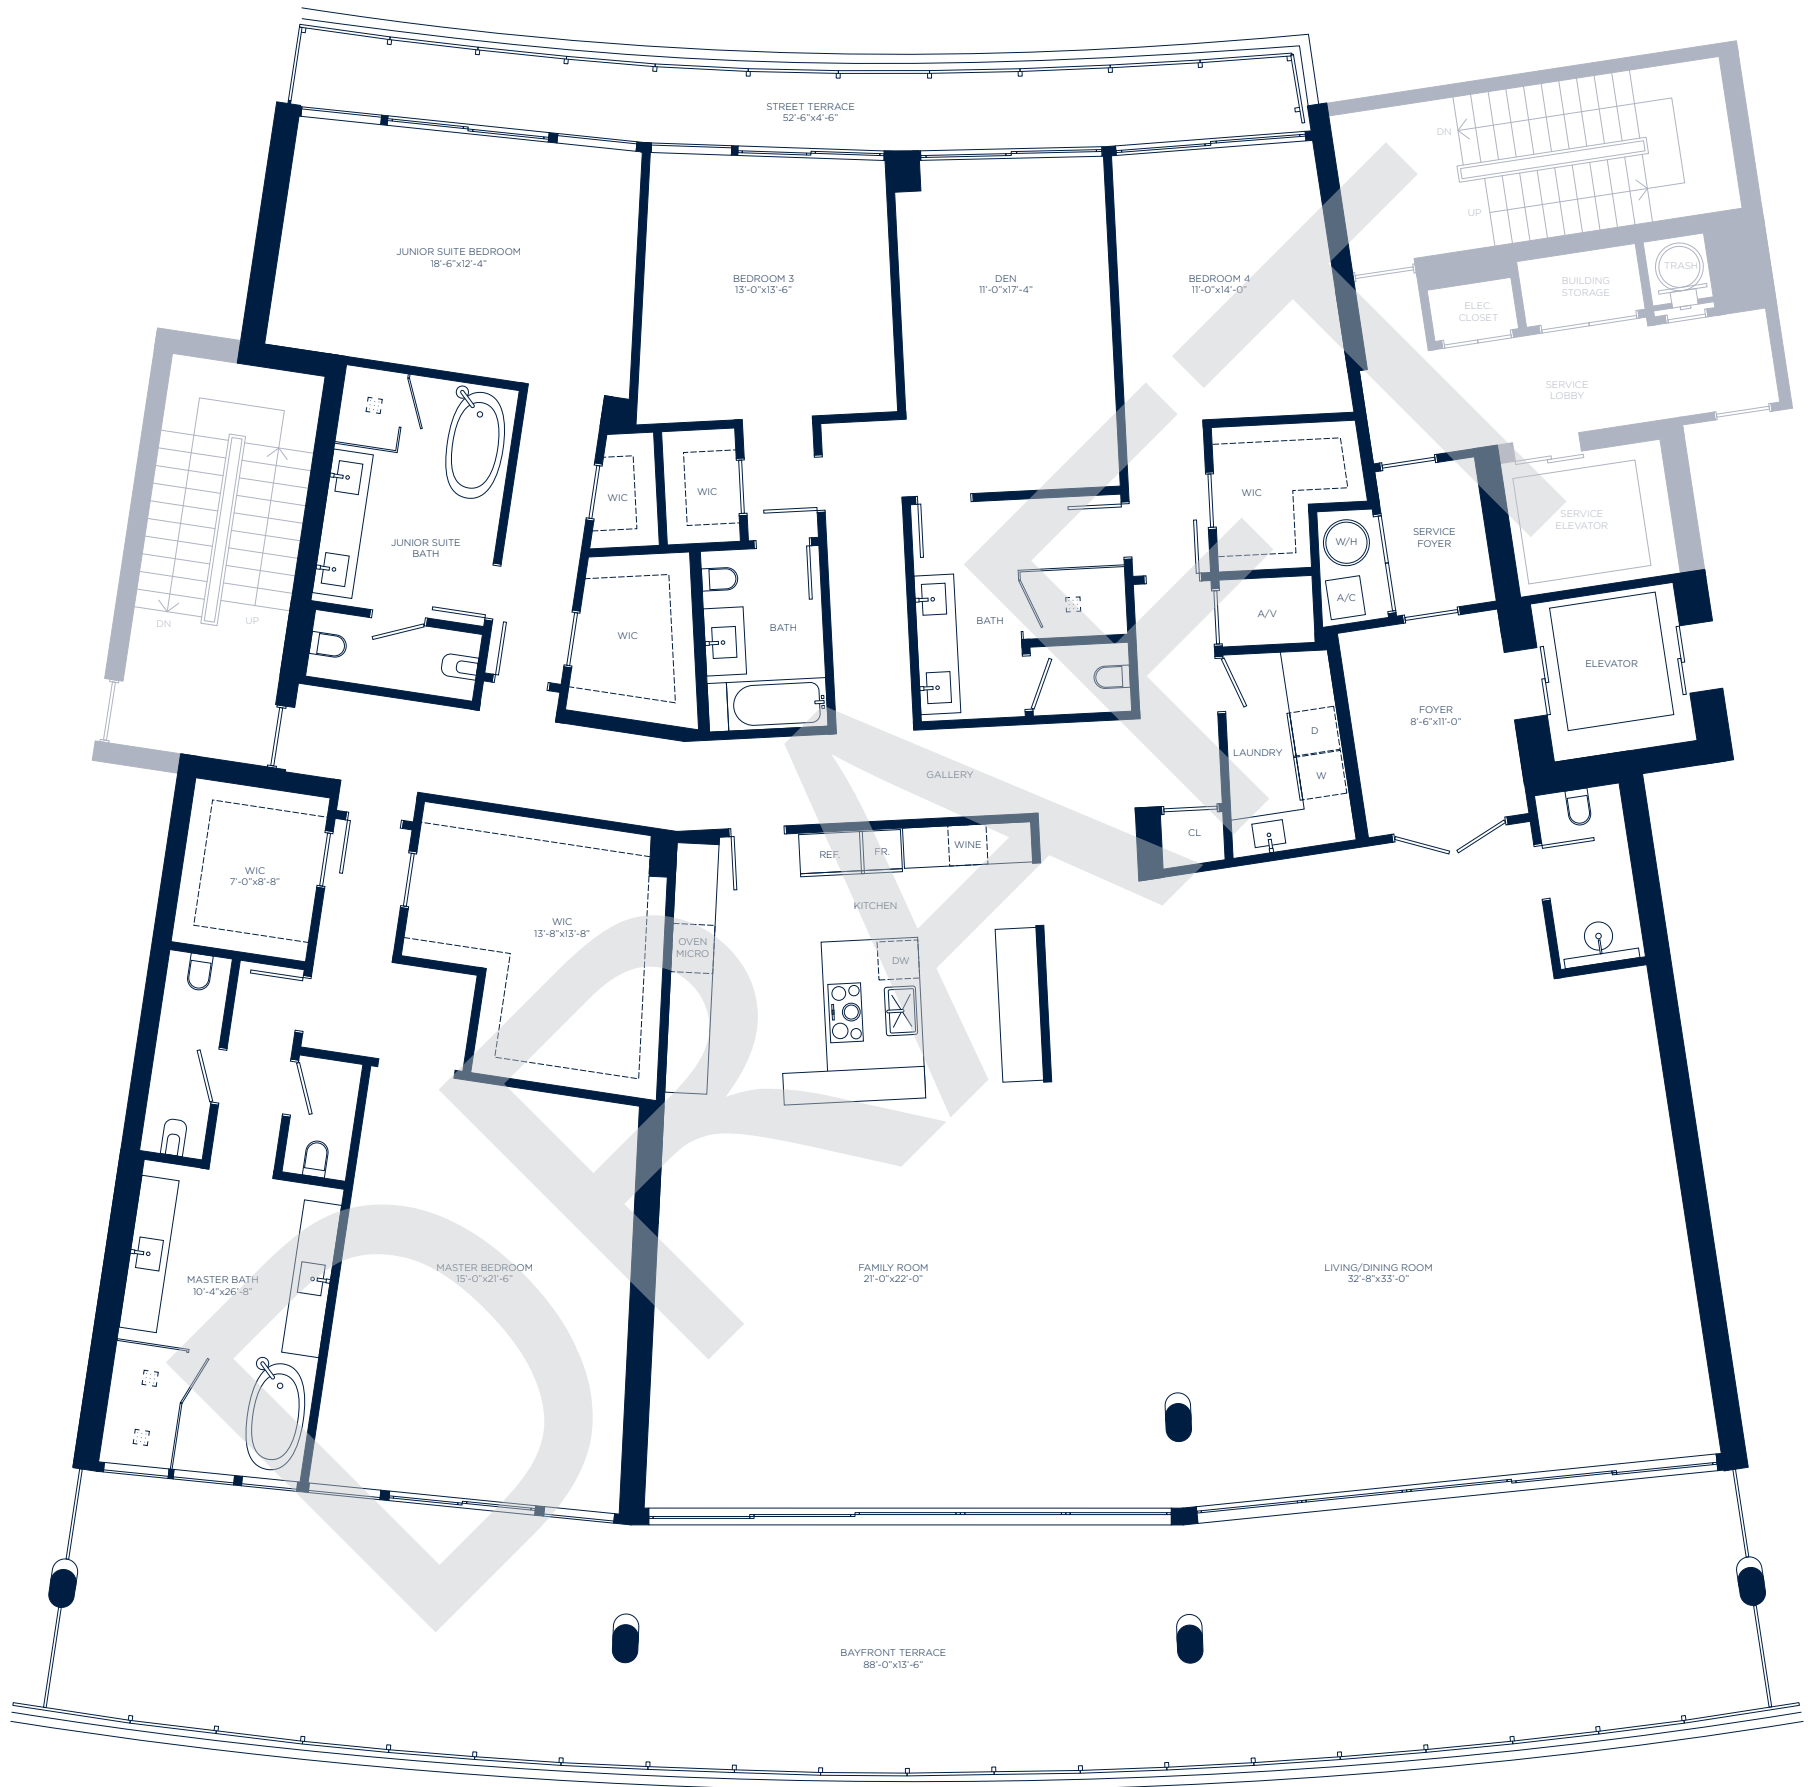 STREET TERRACE
52'-6"x4'-6"
DN
UP
JUNIOR SUITE BEDROOM
18'-6"x12'-4"
BEDROOM 3
13'-0"x13'-6"
DEN
11'-0"x17'-4"
BEDROOM 4
11'-0"x14'-0"
TRASH
BUILDING
STORAGE
ELEC.
CLOSET
SERVICE
LOBBY
WIC
WIC
WIC
SERVICE
ELEVATOR
SERVICE
FOYER
W/H
JUNIOR SUITE
BATH
A/C
A/V
DN
UP
WIC
BATH
BATH
ELEVATOR
FOYER
8'-6"x11'-0"
D
LAUNDRY
W
GALLERY
CL
WINE
REF.
FR.
WIC
7'-0"x8'-8"
KITCHEN
WIC
13'-8"x13'-8"
OVEN
MICRO
DW
MASTER BATH
10'-4"x26'-8"
MASTER BEDROOM
15'-0"x21'-6"
FAMILY ROOM
21'-0"x22'-0"
LIVING/DINING ROOM
32'-8"x33'-0"
BAYFRONT TERRACE
88'-0"x13'-6"
DRAFT